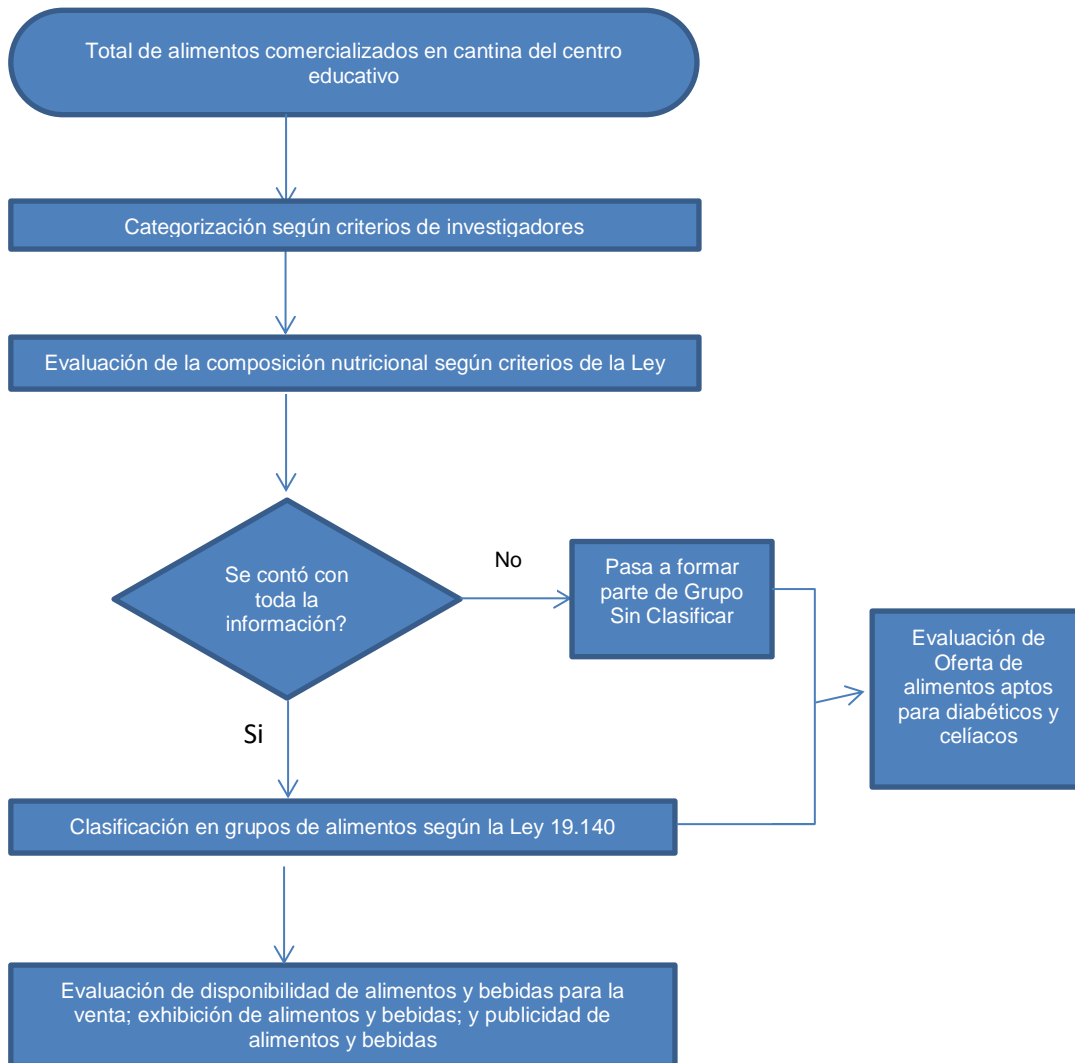 Total de alimentos comercializados en cantina del centro
educativo
Categorización según criterios de investigadores
Evaluación de la composición nutricional según criterios de la Ley
Se contó con
toda la
información?
No
Pasa a formar
parte de Grupo
Sin Clasificar
Evaluación de
Oferta de
alimentos aptos
para diabéticos y
celíacos
Si
Clasificación en grupos de alimentos según la Ley 19.140
Evaluación de disponibilidad de alimentos y bebidas para la
venta; exhibición de alimentos y bebidas; y publicidad de
alimentos y bebidas